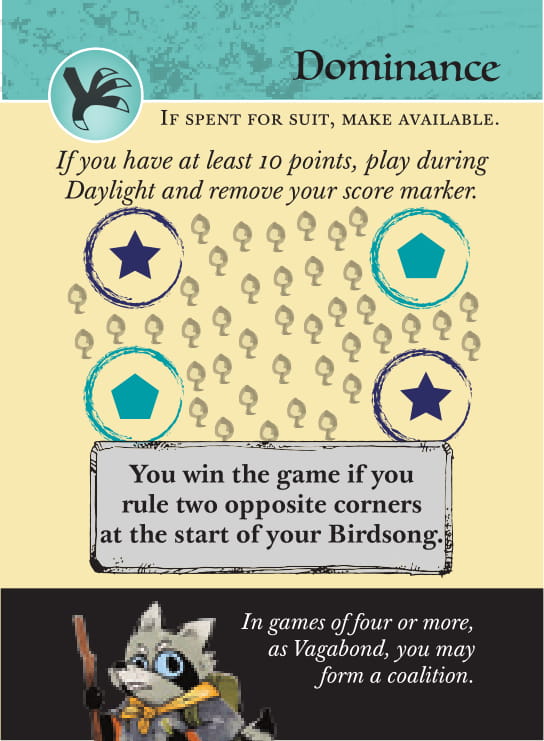 Dominance
If spent for suit, make available.
If you have at least 10 points, play during
Daylight and remove your score marker.
You win the game if you
rule two opposite corners
at the start of your Birdsong.
In games of four or more,
as Vagabond, you may
form a coalition.